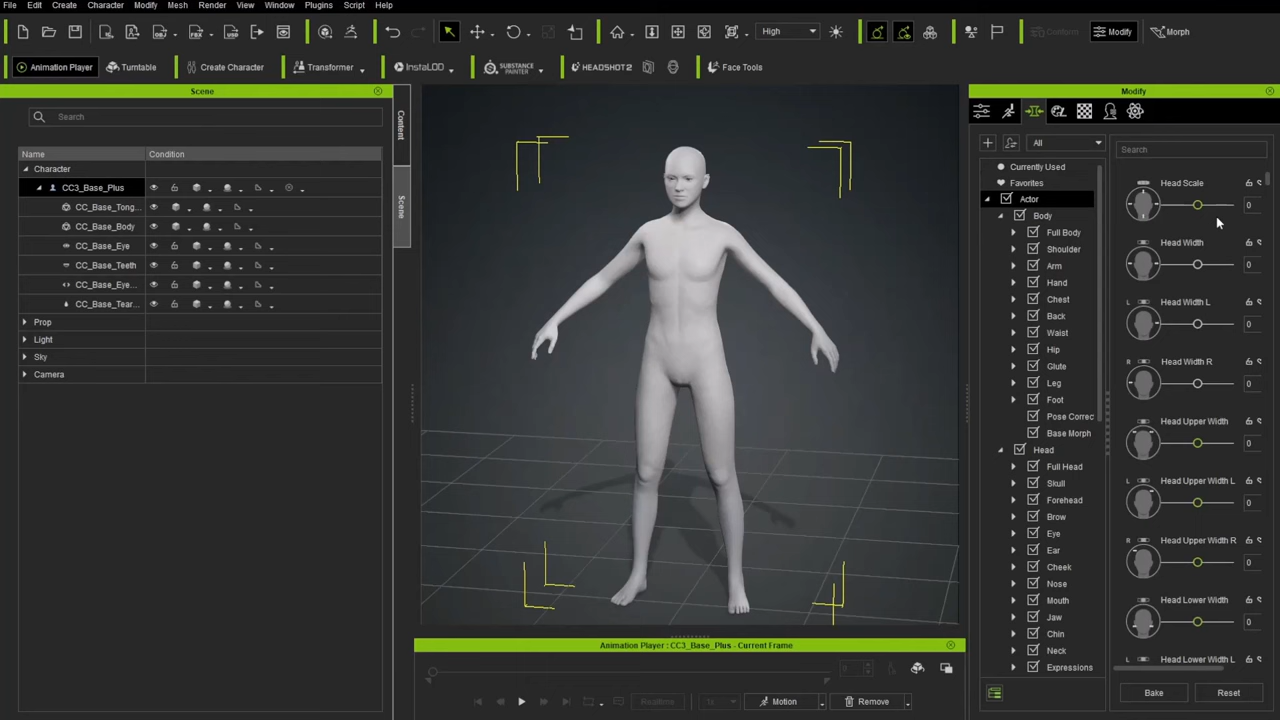 File Edit Create Character Modify Mesh Render View Window Plugins Script Help
High Conform Modify Morph
Animation Player Turntable Create Character Transformer InstaLOD SUBSTANCE PAINTER HEADSHOT2 Face Tools
Scene
Search
Name Condition
Character
CC3_Base_Plus
CC_Base_Tong...
CC_Base_Body
CC_Base_Eye
CC_Base_Teeth
CC_Base_Eye...
CC_Base_Tear...
Prop
Light
Sky
Camera
Content
Scene
Animation Player : CC3_Base_Plus - Current Frame
0
Realtime 1x Motion Remove
Modify
All
Currently Used
Favorites
Actor
Body
Full Body
Shoulder
Arm
Hand
Chest
Back
Waist
Hip
Glute
Leg
Foot
Pose Correc
Base Morph
Head
Full Head
Skull
Forehead
Brow
Eye
Ear
Cheek
Nose
Mouth
Jaw
Chin
Neck
Expressions
Search
Head Scale
0
Head Width
0
L Head Width L
0
R Head Width R
0
Head Upper Width
0
L Head Upper Width L
0
R Head Upper Width R
0
Head Lower Width
0
L Head Lower Width L
Bake Reset